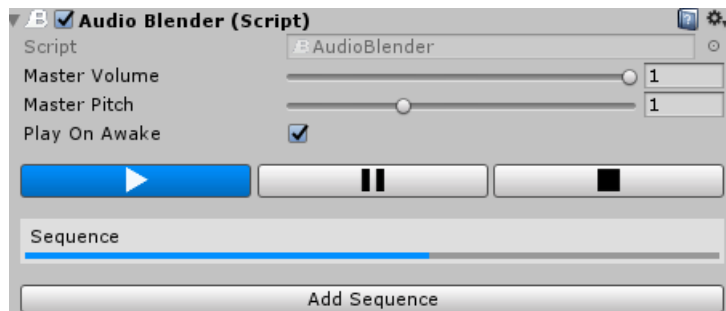 Audio Blender (Script)
Script AudioBlender
Master Volume 1
Master Pitch 1
Play On Awake
Sequence
Add Sequence